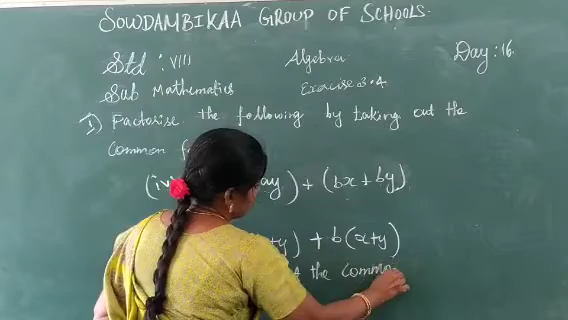 SOWDAMBIKAA GROUP OF SCHOOLS.
Std : VIII Algebra Day : 16.
Sub Mathematics Exercise 3.4
1) Factorise the following by taking out the
Common
(iv) ay) + (bx + by)
+y) + b(x+y)
the comm